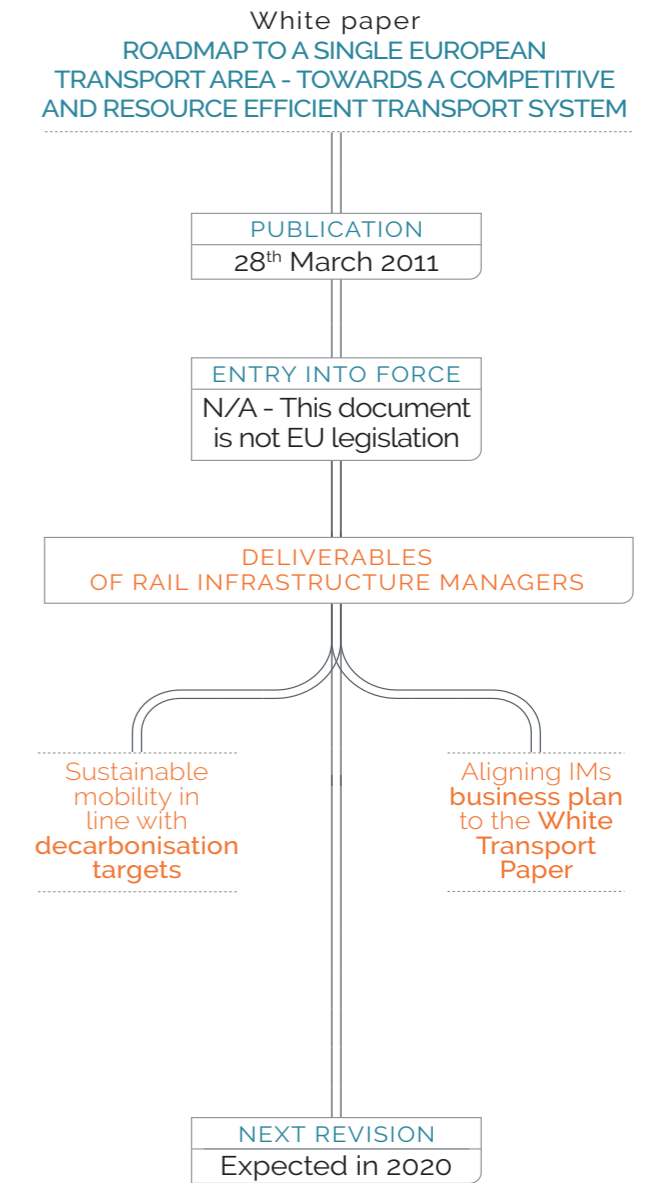 White paper
ROADMAP TO A SINGLE EUROPEAN
TRANSPORT AREA - TOWARDS A COMPETITIVE
AND RESOURCE EFFICIENT TRANSPORT SYSTEM
PUBLICATION
28th March 2011
ENTRY INTO FORCE
N/A - This document
is not EU legislation
DELIVERABLES
OF RAIL INFRASTRUCTURE MANAGERS
Sustainable
mobility in
line with
decarbonisation
targets
Aligning IMs
business plan
to the White
Transport
Paper
NEXT REVISION
Expected in 2020